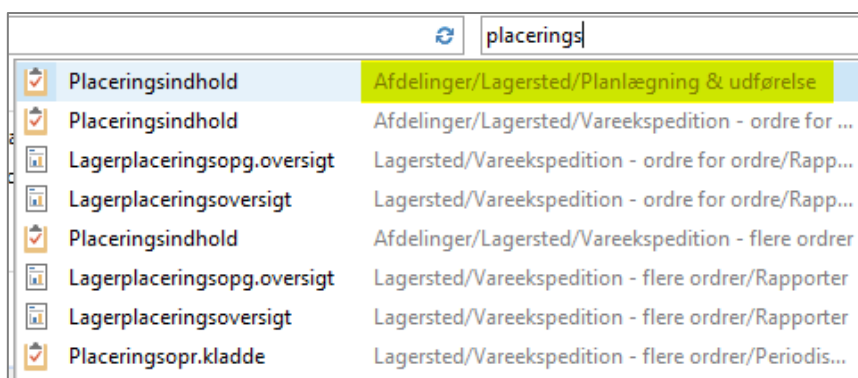 placerings
Placeringsindhold Afdelinger/Lagersted/Planlægning & udførelse
Placeringsindhold Afdelinger/Lagersted/Vareekspedition - ordre for ...
Lagerplaceringsopg.oversigt Lagersted/Vareekspedition - ordre for ordre/Rapp...
Lagerplaceringsoversigt Lagersted/Vareekspedition - ordre for ordre/Rapp...
Placeringsindhold Afdelinger/Lagersted/Vareekspedition - flere ordrer
Lagerplaceringsopg.oversigt Lagersted/Vareekspedition - flere ordrer/Rapporter
Lagerplaceringsoversigt Lagersted/Vareekspedition - flere ordrer/Rapporter
Placeringsopr.kladde Lagersted/Vareekspedition - flere ordrer/Periodis...